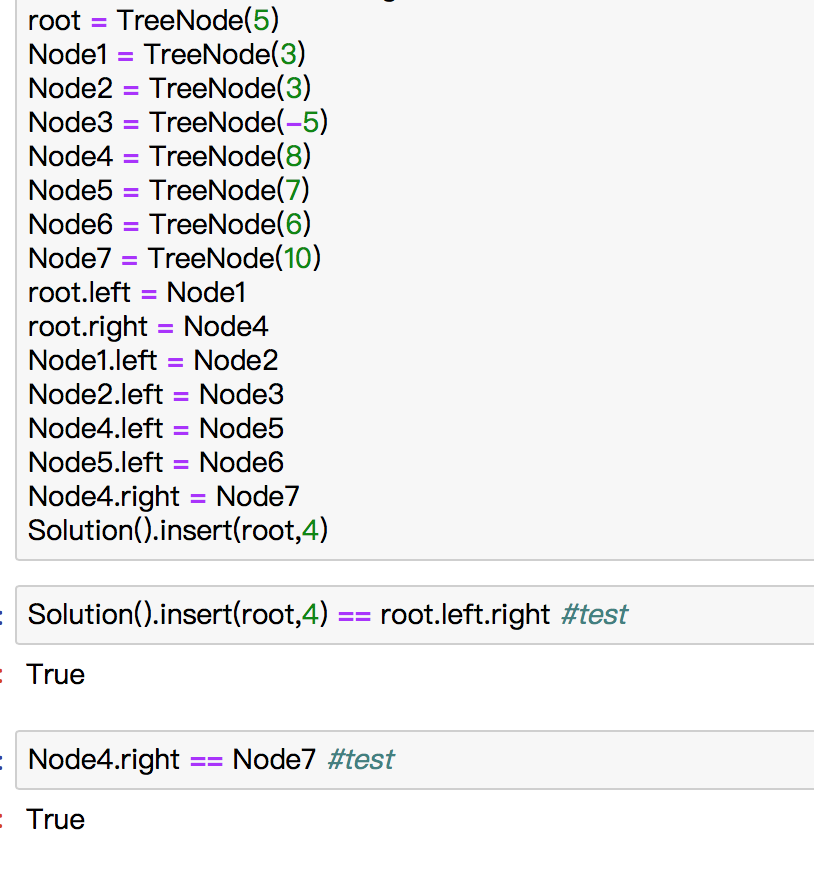 root = TreeNode(5)
Node1 = TreeNode(3)
Node2 = TreeNode(3)
Node3 = TreeNode(-5)
Node4 = TreeNode(8)
Node5 = TreeNode(7)
Node6 = TreeNode(6)
Node7 = TreeNode(10)
root.left = Node1
root.right = Node4
Node1.left = Node2
Node2.left = Node3
Node4.left = Node5
Node5.left = Node6
Node4.right = Node7
Solution().insert(root,4)
: Solution().insert(root,4) == root.left.right #test
: True
: Node4.right == Node7 #test
: True